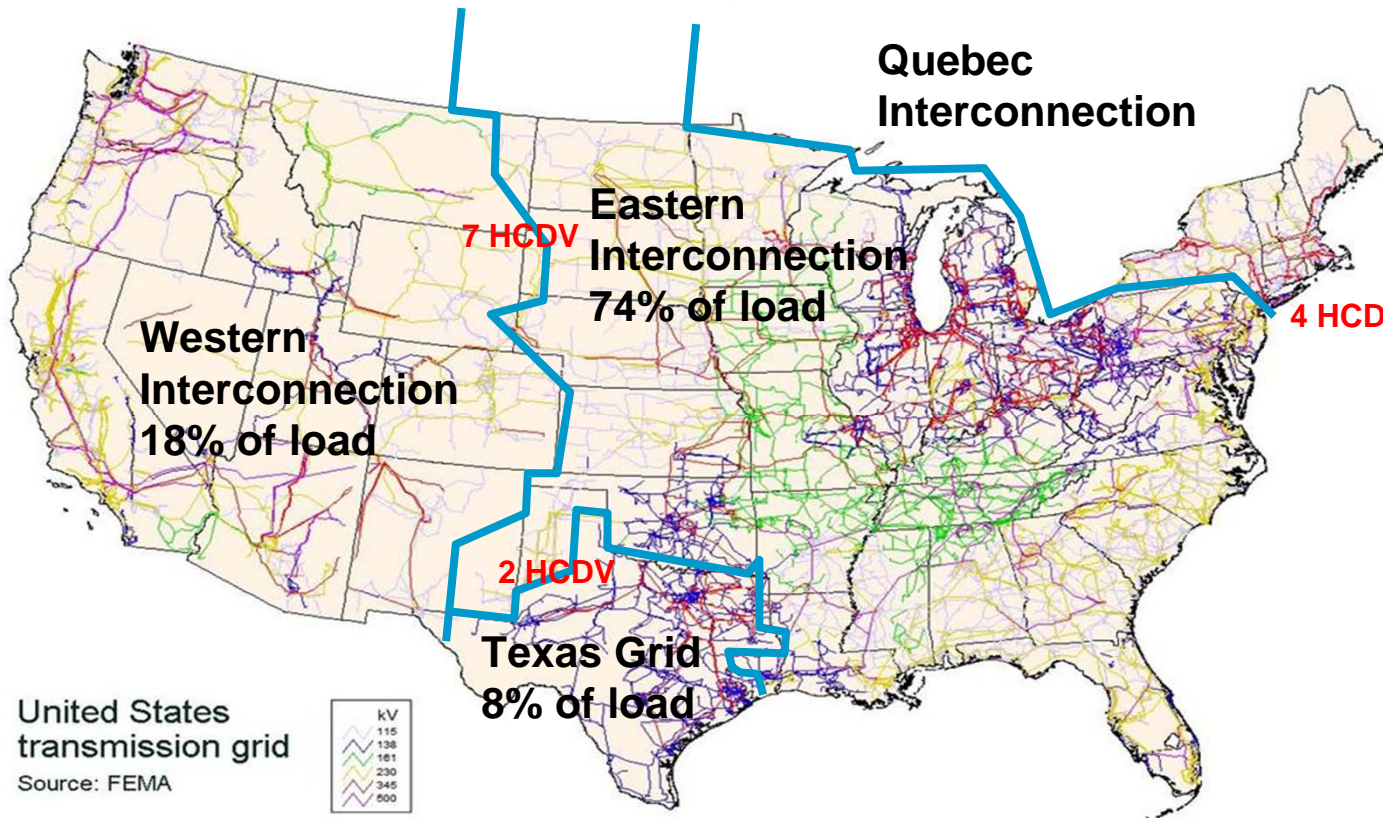 Quebec
Interconnection
Eastern
Interconnection
74% of load
7 HCDV
4 HCD
Western
Interconnection
18% of load
2 HCDV
Texas Grid
8% of load
United States
transmission grid
Source: FEMA
kV
115
138
161
230
345
500